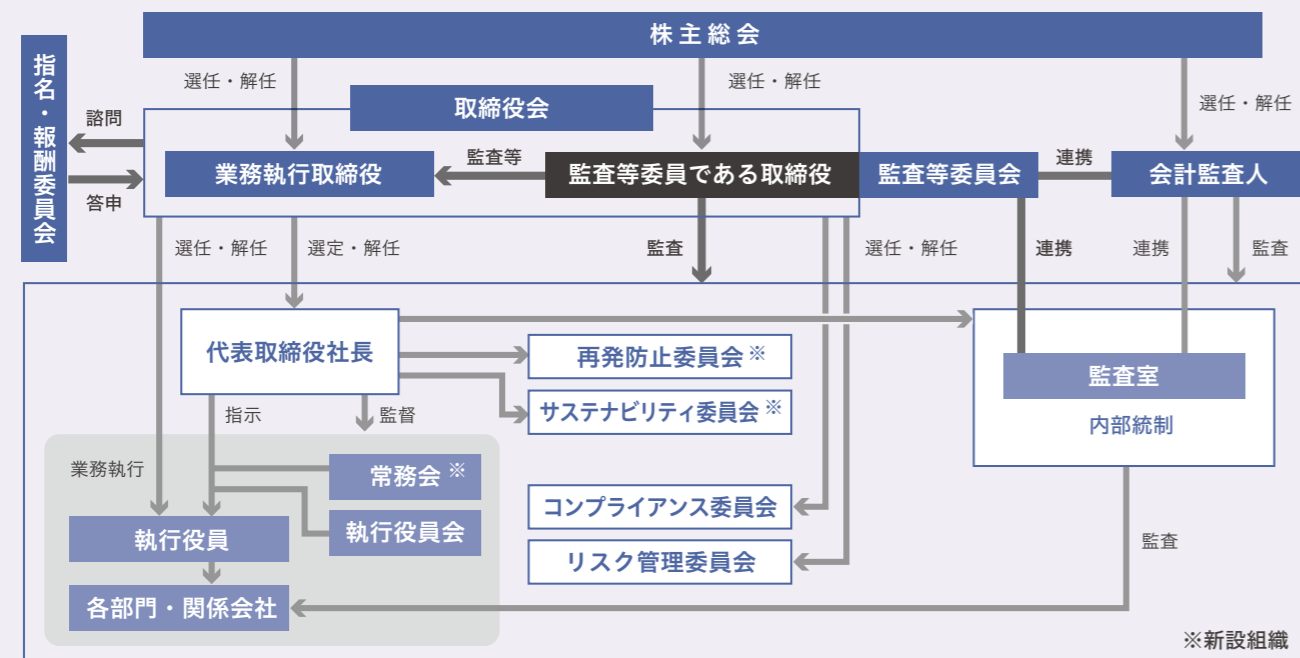 株主総会
指名・報酬委員会
選任・解任
選任・解任
選任・解任
取締役会
諮問
答申
業務執行取締役
監査等
監査等委員である取締役
監査等委員会
連携
会計監査人
選任・解任
選定・解任
監査
選任・解任
連携
連携
監査
代表取締役社長
再発防止委員会※
サステナビリティ委員会※
監査室
内部統制
指示
監督
業務執行
常務会※
執行役員会
執行役員
各部門・関係会社
コンプライアンス委員会
リスク管理委員会
監査
※新設組織